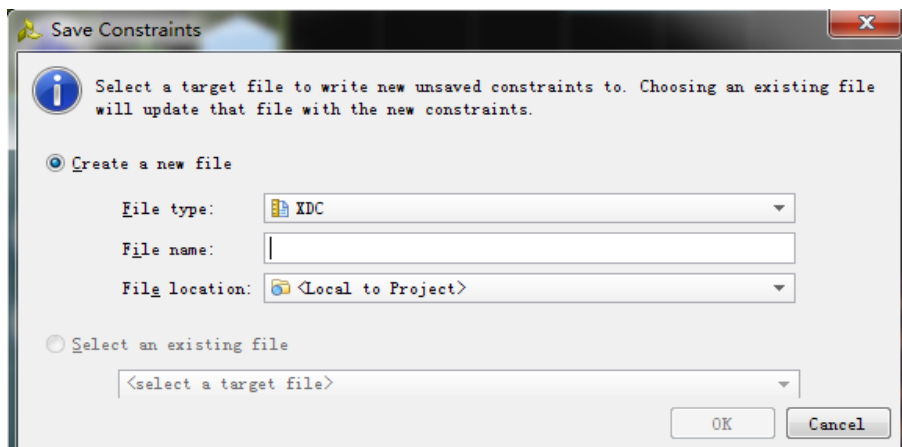 Save Constraints
Select a target file to write new unsaved constraints to. Choosing an existing file
will update that file with the new constraints.
Create a new file
File type: XDC
File name:
File location: <Local to Project>
Select an existing file
<select a target file>
OK Cancel